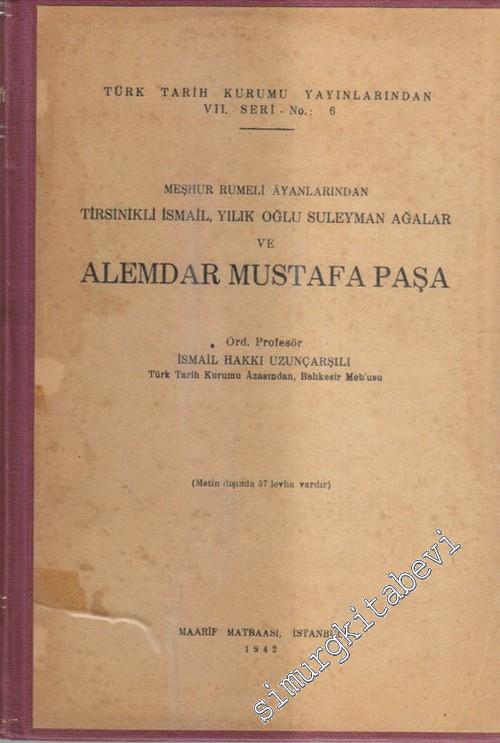 TÜRK TARİH KURUMU YAYINLARINDAN
VII. SERİ - No.: 6
MEŞHUR RUMELİ ÂYANLARINDAN
TİRSİNİKLİ İSMAİL, YILIK OĞLU SULEYMAN AĞALAR
VE
ALEMDAR MUSTAFA PAŞA
Ord. Profesör
İSMAİL HAKKI UZUNÇARŞILI
Türk Tarih Kurumu Âzasından, Balıkesir Meb'usu
(Metin dışında 57 levha vardır)
MAARİF MATBAASI, İSTANBUL
1942
simurgkitabevi